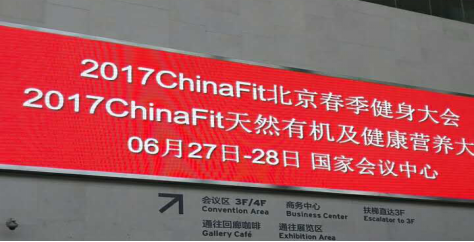 2017ChinaFit北京春季健身大会
2017ChinaFit天然有机及健康营养大
06月27日-28日 国家会议中心
会议区 3F/4F
Convention Area
商务中心
Business Center
扶梯直达3F
Escalator to 3F
通往回廊咖啡
Gallery Café
通往展览区
Exhibition Area